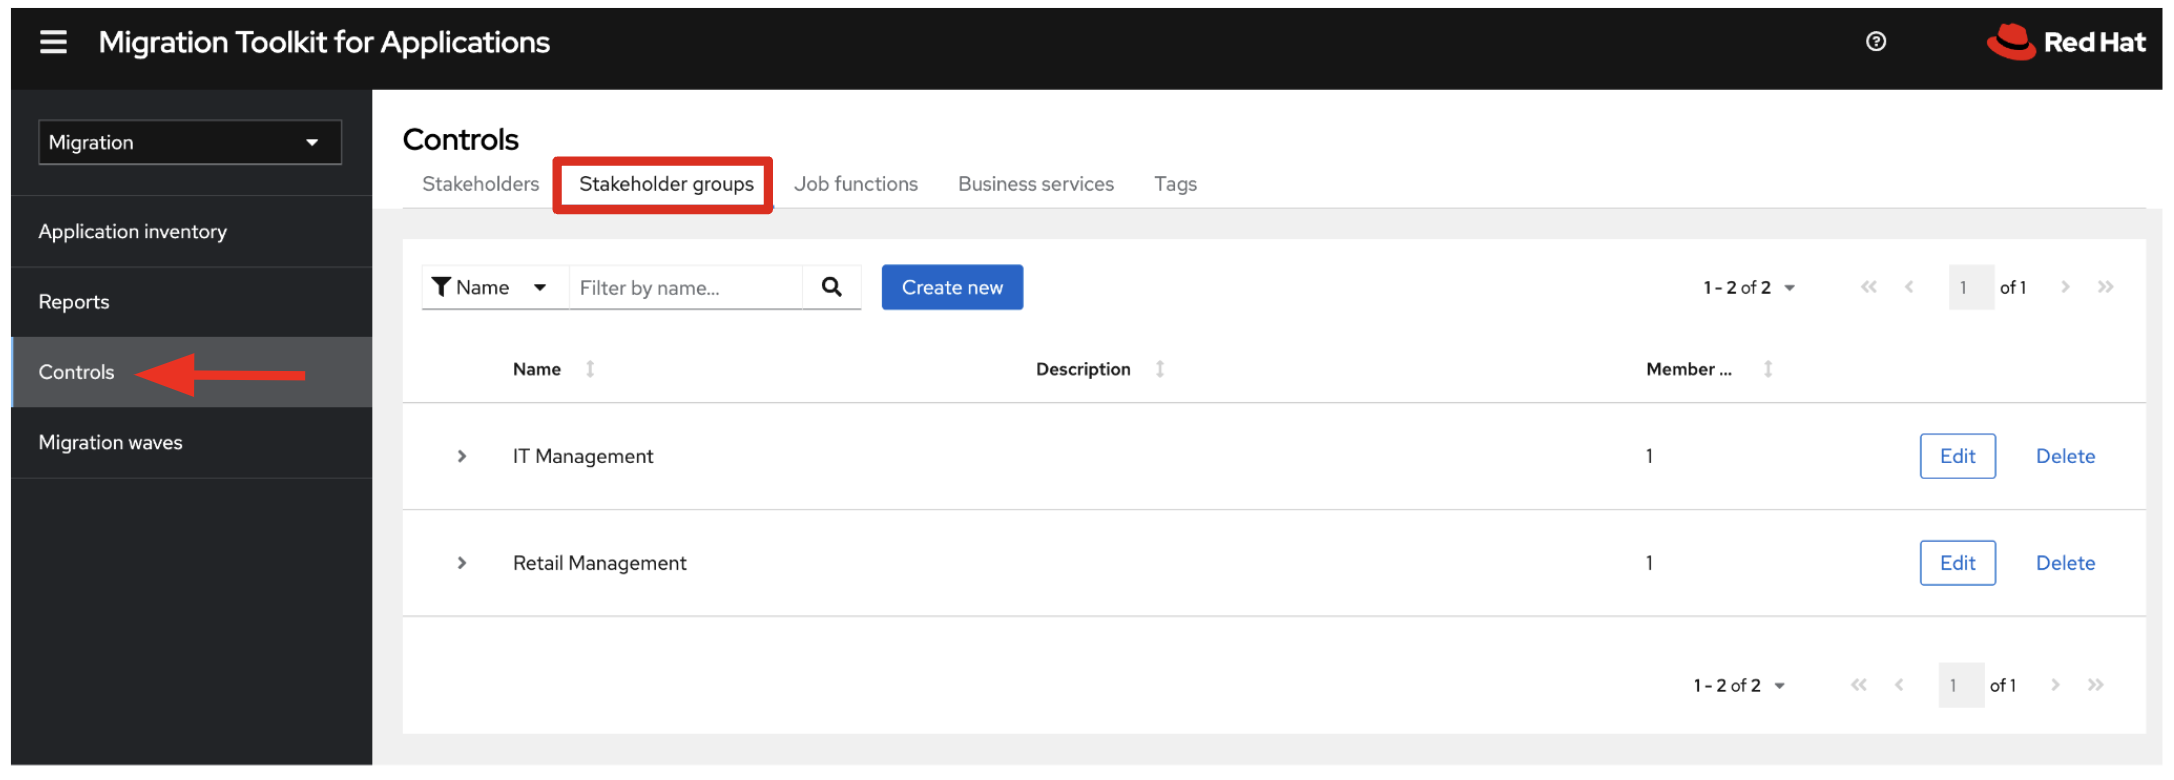 Migration Toolkit for Applications
Red Hat
Migration
Application inventory
Reports
Controls
Migration waves
Controls
Stakeholders Stakeholder groups Job functions Business services Tags
Name Filter by name... Create new 1 - 2 of 2 1 of 1
Name Description Member ...
IT Management 1 Edit Delete
Retail Management 1 Edit Delete
1 - 2 of 2 1 of 1